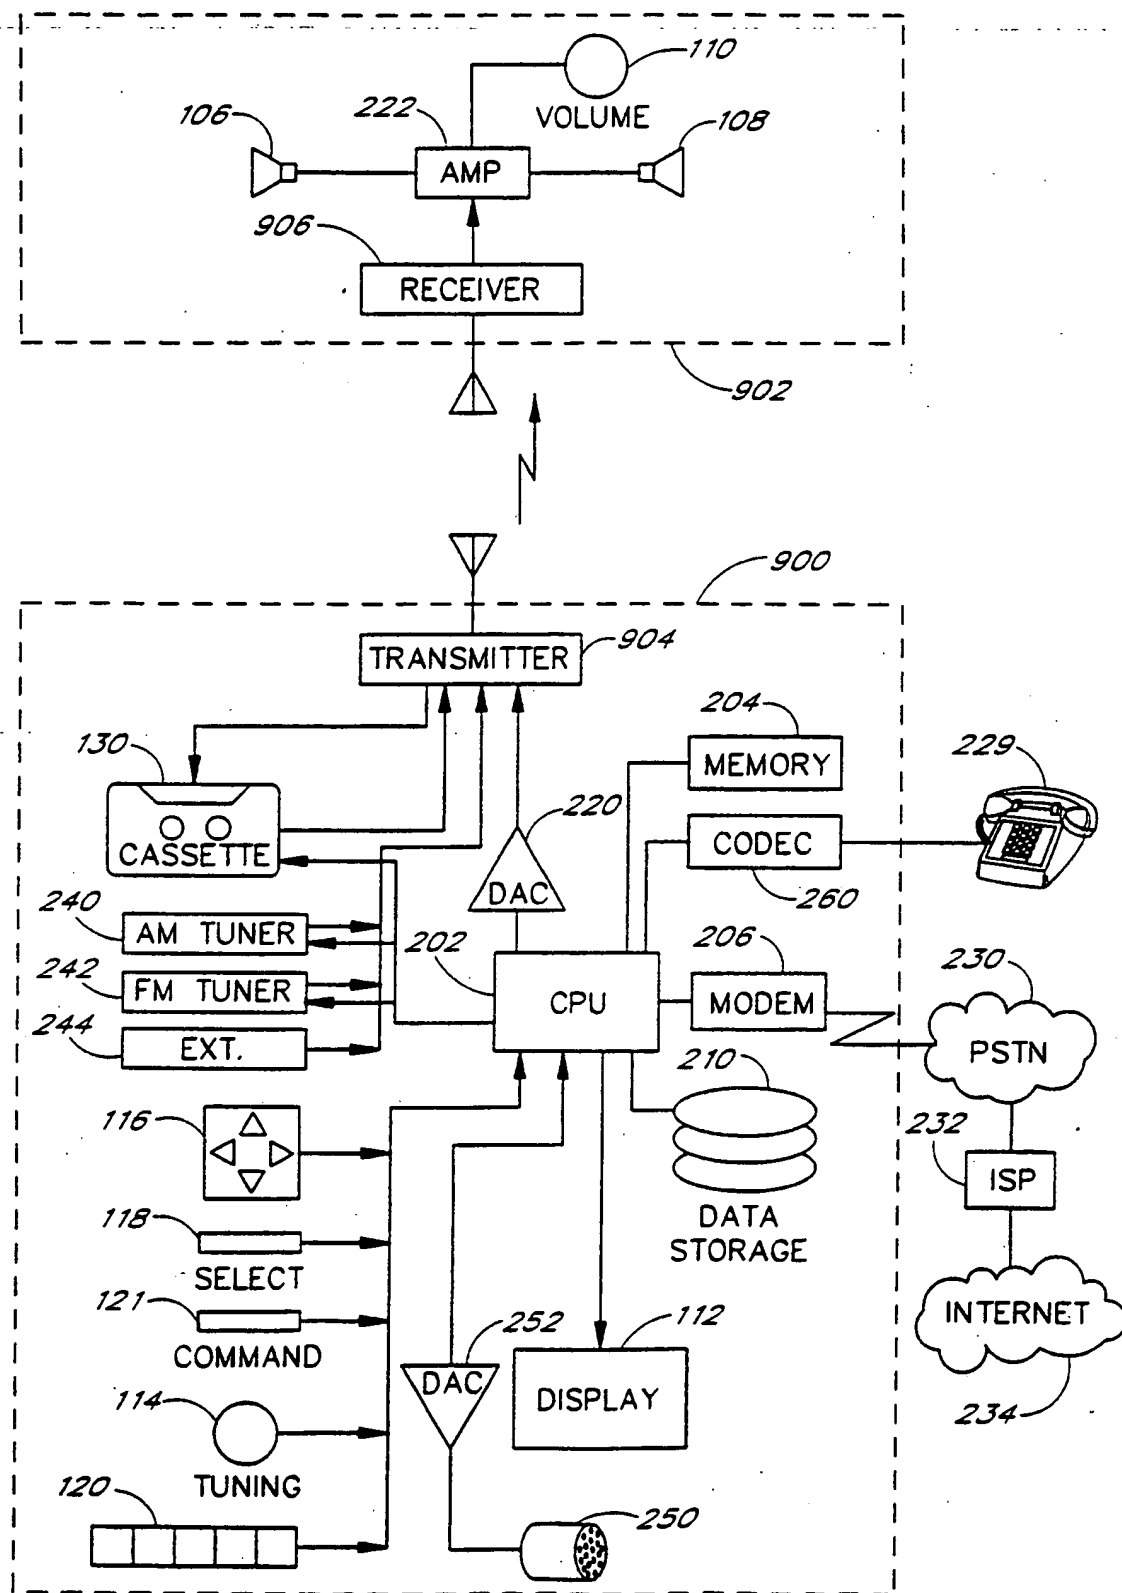 110
VOLUME
106
222
108
AMP
906
RECEIVER
902
900
904
TRANSMITTER
204
MEMORY
130
CASSETTE
229
220
DAC
CODEC
260
240
AM TUNER
202
206
230
242
FM TUNER
CPU
MODEM
PSTN
244
EXT.
210
116
232
ISP
118
SELECT
DATA
STORAGE
121
COMMAND
INTERNET
252
112
DAC
DISPLAY
234
114
TUNING
120
250